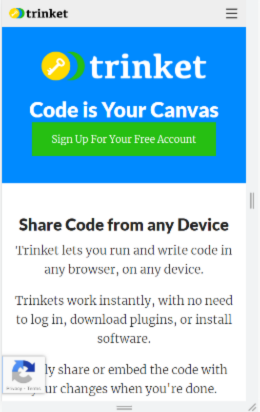 trinket
trinket
Code is Your Canvas
Sign Up For Your Free Account
Share Code from any Device
Trinket lets you run and write code in
any browser, on any device.
Trinkets work instantly, with no need
to log in, download plugins, or install
software.
ly share or embed the code with
ur changes when you're done.
Privacy - Terms